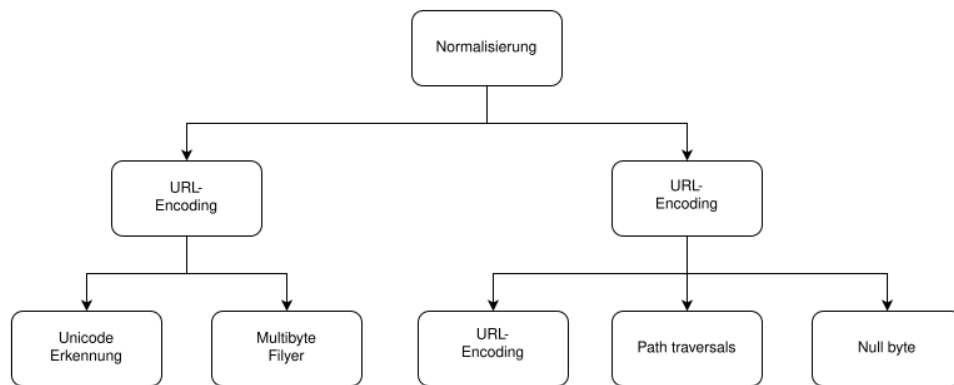 Normalisierung
URL-
Encoding
URL-
Encoding
Unicode
Erkennung
Multibyte
Filyer
URL-
Encoding
Path traversals
Null byte